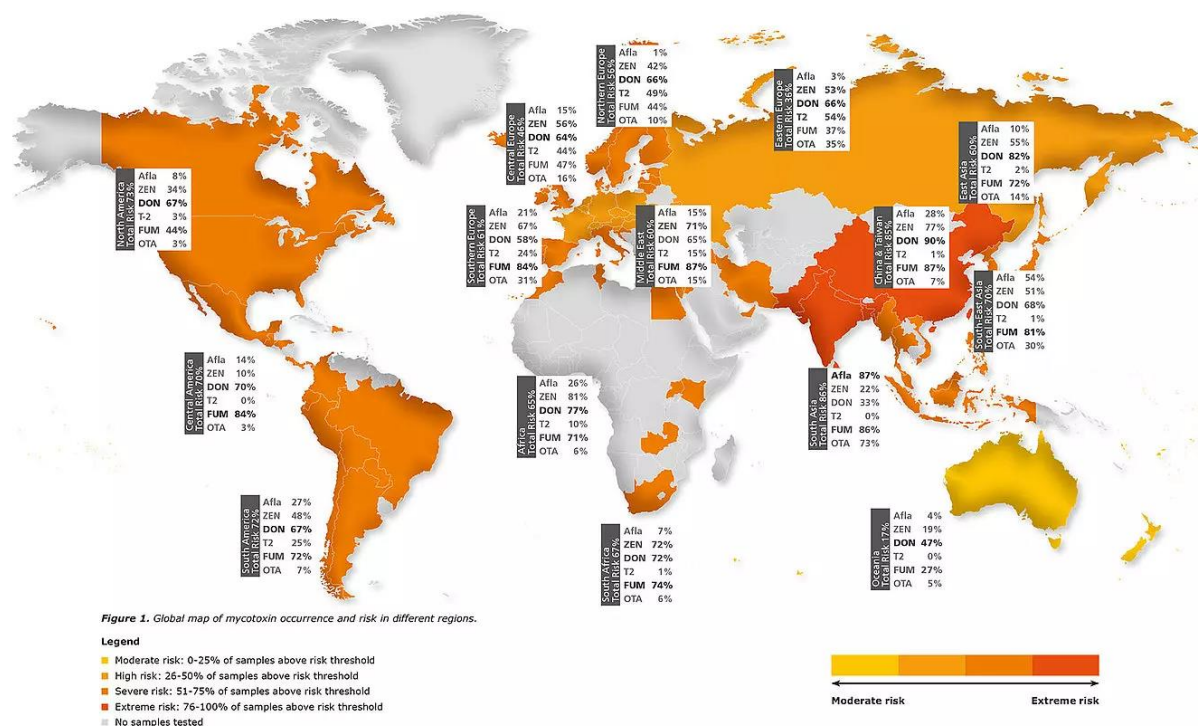 Northern Europe
Total Risk 56%
Afla 1%
ZEN 42%
DON 66%
T2 49%
FUM 44%
OTA 10%
Eastern Europe
Total Risk 36%
Afla 3%
ZEN 53%
DON 66%
T2 54%
FUM 37%
OTA 35%
Central Europe
Total Risk 46%
Afla 15%
ZEN 56%
DON 64%
T2 44%
FUM 47%
OTA 16%
East Asia
Total Risk 60%
Afla 10%
ZEN 55%
DON 82%
T2 2%
FUM 72%
OTA 14%
North America
Total Risk 73%
Afla 8%
ZEN 34%
DON 67%
T-2 3%
FUM 44%
OTA 3%
Southern Europe
Total Risk 61%
Afla 21%
ZEN 67%
DON 58%
T2 24%
FUM 84%
OTA 31%
Middle East
Total Risk 60%
Afla 15%
ZEN 71%
DON 65%
T2 15%
FUM 87%
OTA 15%
China & Taiwan
Total Risk 85%
Afla 28%
ZEN 77%
DON 90%
T2 1%
FUM 87%
OTA 7%
South-East Asia
Total Risk 70%
Afla 54%
ZEN 51%
DON 68%
T2 1%
FUM 81%
OTA 30%
Central America
Total Risk 70%
Afla 14%
ZEN 10%
DON 70%
T2 0%
FUM 84%
OTA 3%
Africa
Total Risk 65%
Afla 26%
ZEN 81%
DON 77%
T2 10%
FUM 71%
OTA 6%
South Asia
Total Risk 86%
Afla 87%
ZEN 22%
DON 33%
T2 0%
FUM 86%
OTA 73%
South America
Total Risk 72%
Afla 27%
ZEN 48%
DON 67%
T2 25%
FUM 72%
OTA 7%
South Africa
Total Risk 67%
Afla 7%
ZEN 72%
DON 72%
T2 1%
FUM 74%
OTA 6%
Oceania
Total Risk 17%
Afla 4%
ZEN 19%
DON 47%
T2 0%
FUM 27%
OTA 5%
Figure 1. Global map of mycotoxin occurrence and risk in different regions.
Legend
Moderate risk: 0-25% of samples above risk threshold
High risk: 26-50% of samples above risk threshold
Severe risk: 51-75% of samples above risk threshold
Extreme risk: 76-100% of samples above risk threshold
No samples tested
Moderate risk Extreme risk